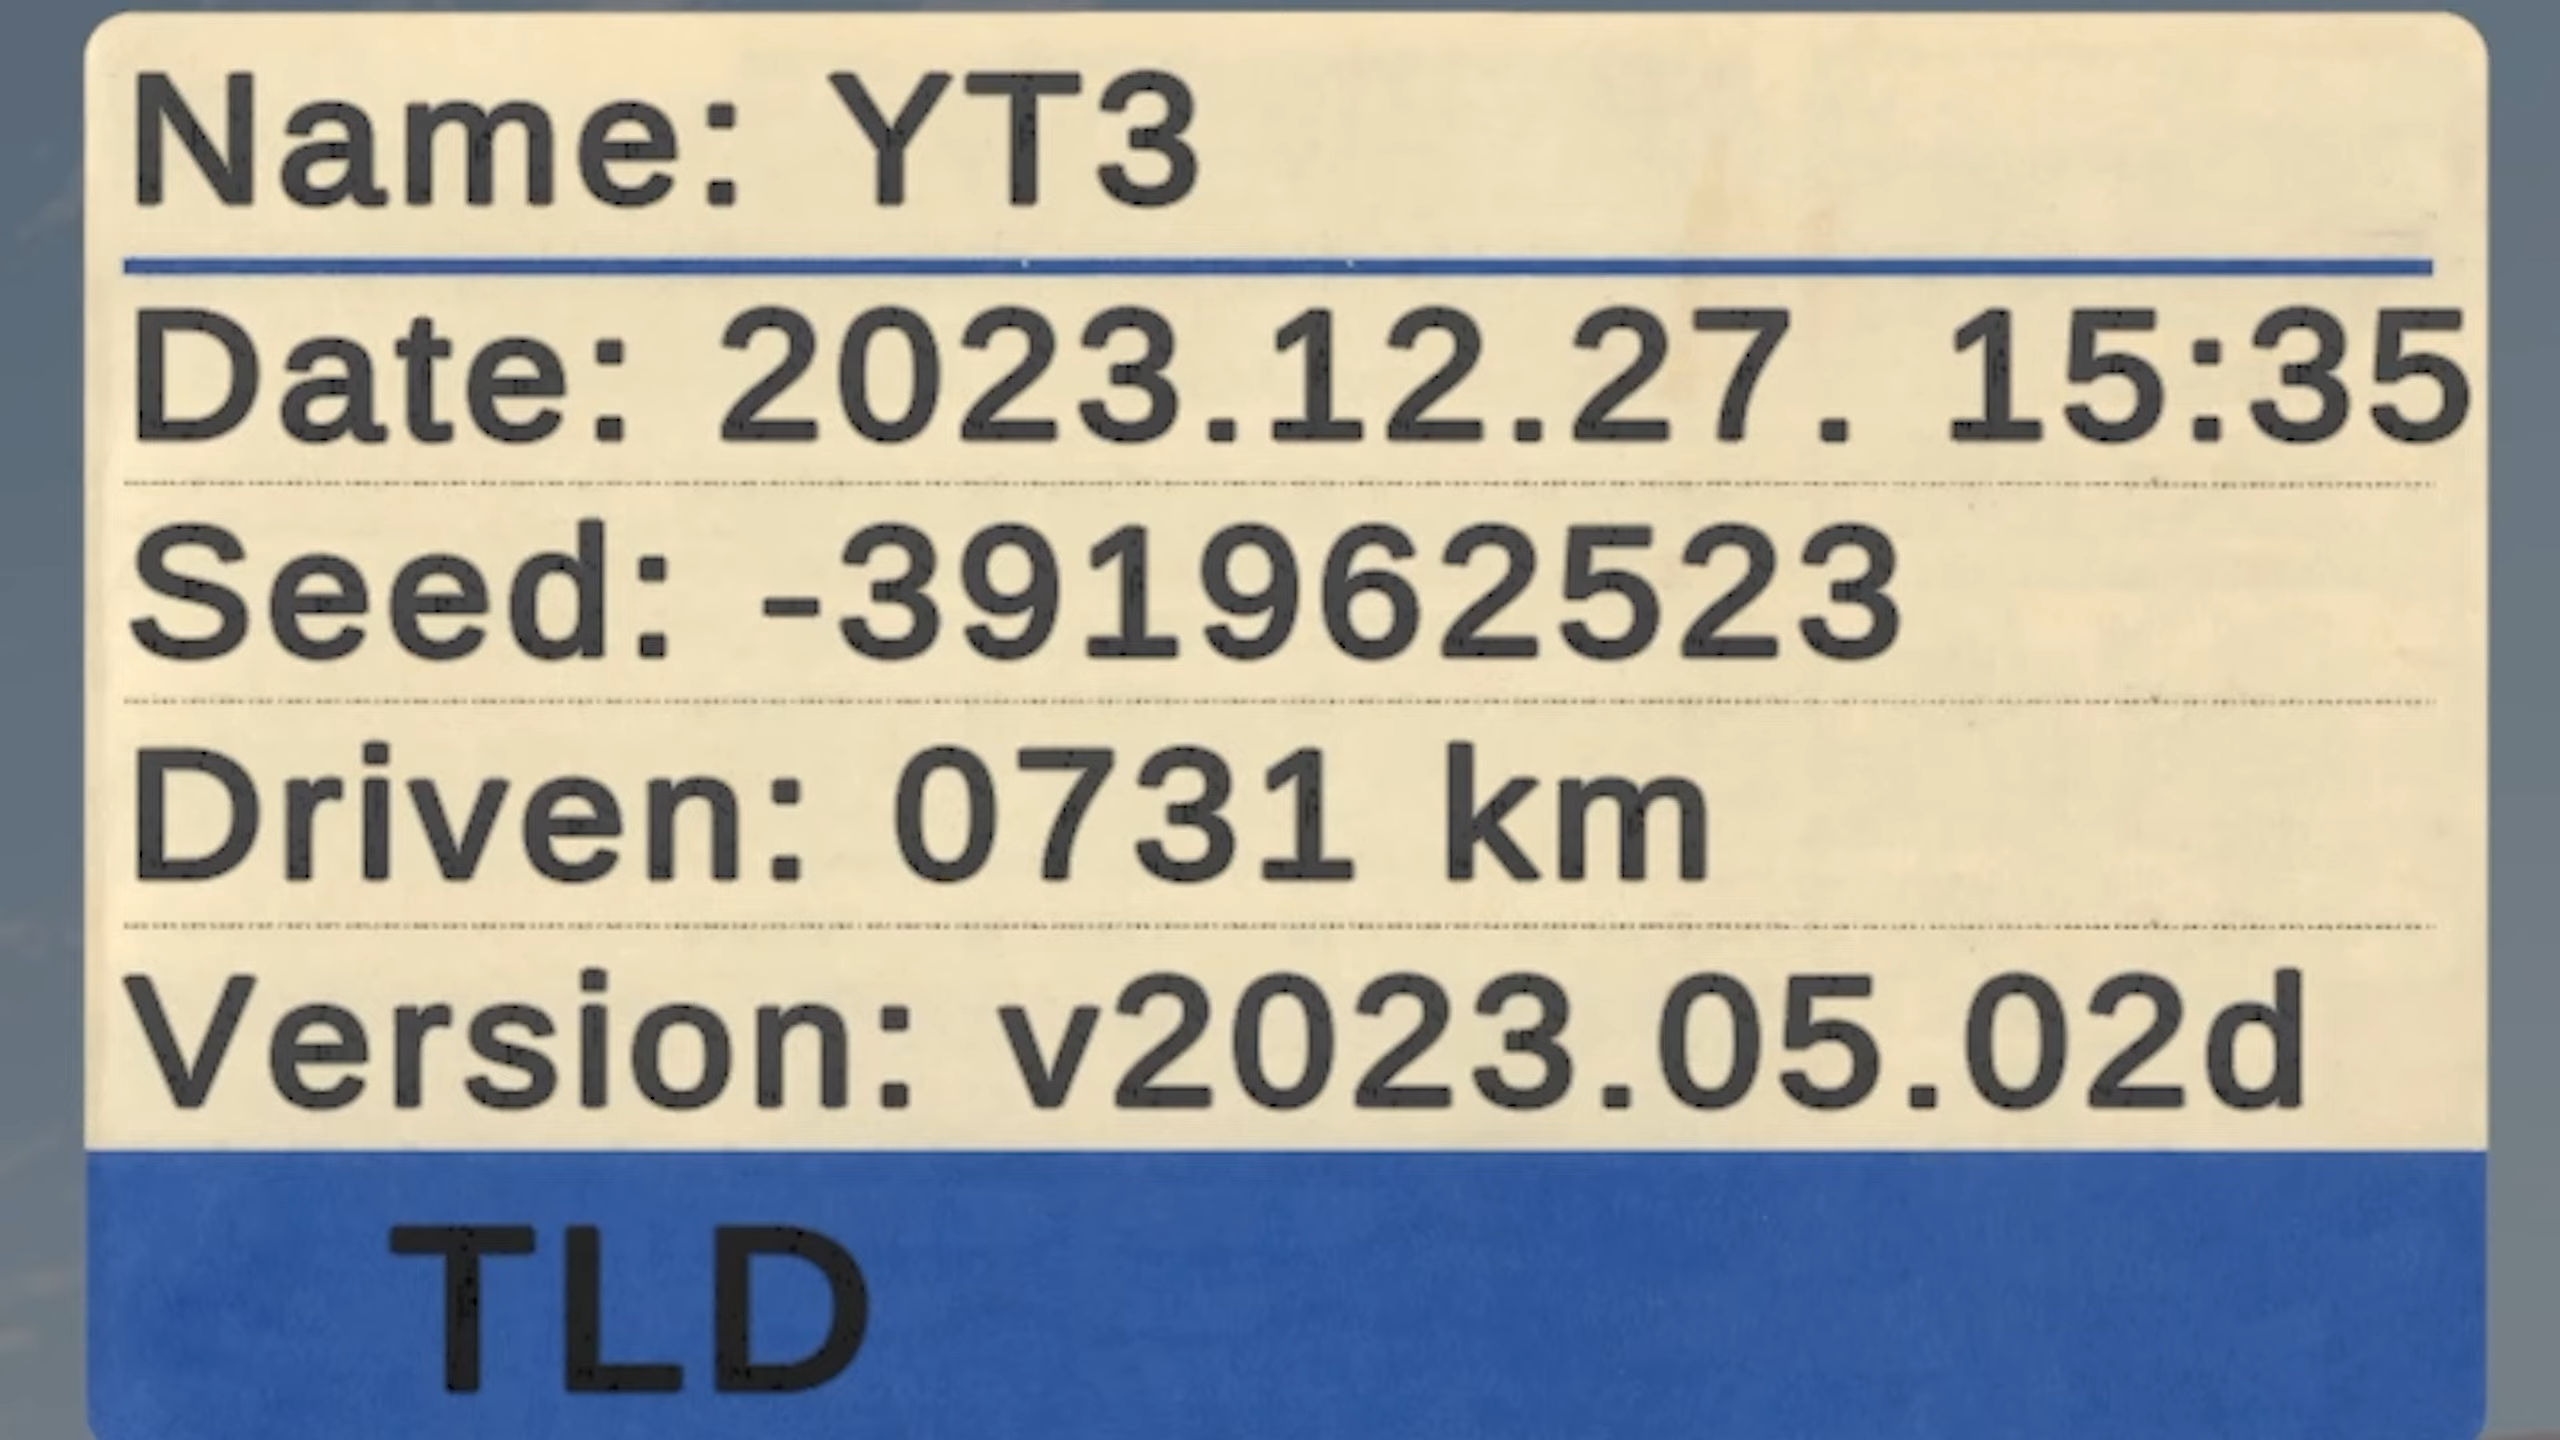 Name: YT3
Date: 2023.12.27. 15:35
Seed: -391962523
Driven: 0731 km
Version: v2023.05.02d
TLD